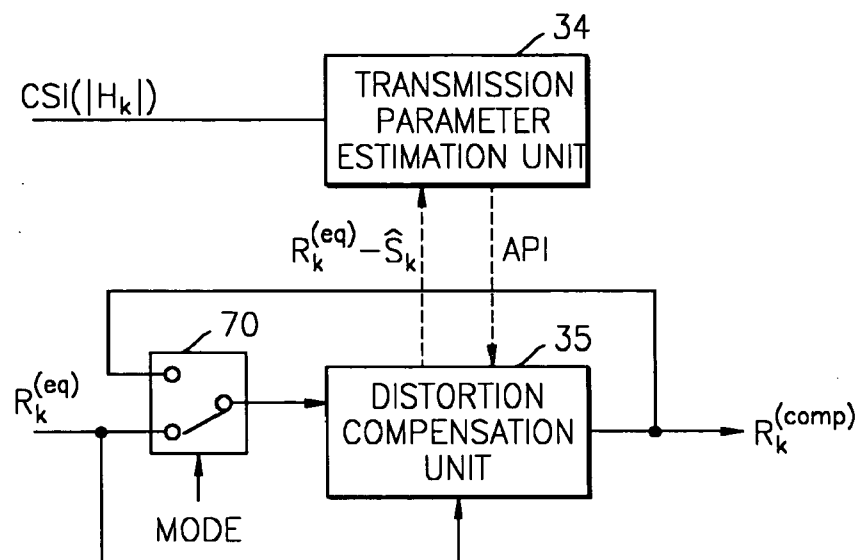 34
TRANSMISSION
PARAMETER
ESTIMATION UNIT
CSI(|H_k|)
R_k^(eq) – Ŝ_k
API
70
35
R_k^(eq)
DISTORTION
COMPENSATION
UNIT
R_k^(comp)
MODE